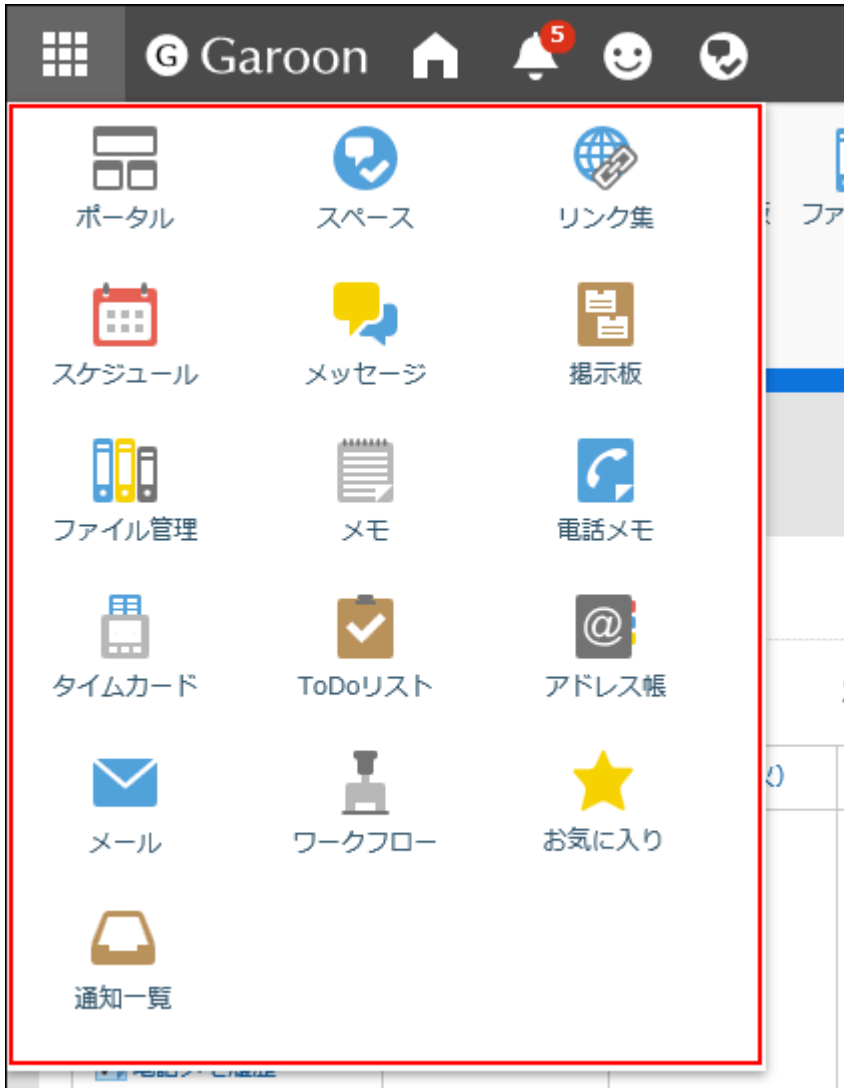 G Garoon 5
ポータル スペース リンク集
ファ
スケジュール メッセージ 掲示板
ファイル管理 メモ 電話メモ
タイムカード ToDoリスト アドレス帳
メール ワークフロー お気に入り
通知一覧